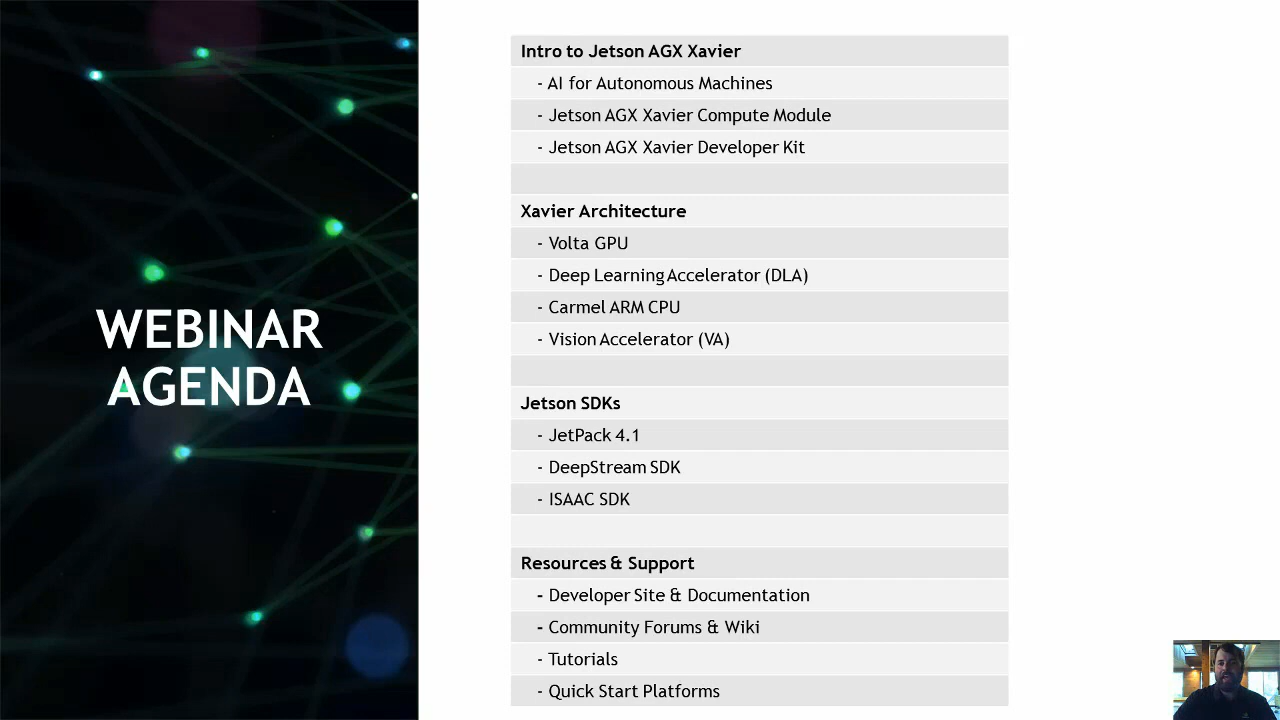 WEBINAR
AGENDA
Intro to Jetson AGX Xavier
- AI for Autonomous Machines
- Jetson AGX Xavier Compute Module
- Jetson AGX Xavier Developer Kit
Xavier Architecture
- Volta GPU
- Deep Learning Accelerator (DLA)
- Carmel ARM CPU
- Vision Accelerator (VA)
Jetson SDKs
- JetPack 4.1
- DeepStream SDK
- ISAAC SDK
Resources & Support
- Developer Site & Documentation
- Community Forums & Wiki
- Tutorials
- Quick Start Platforms